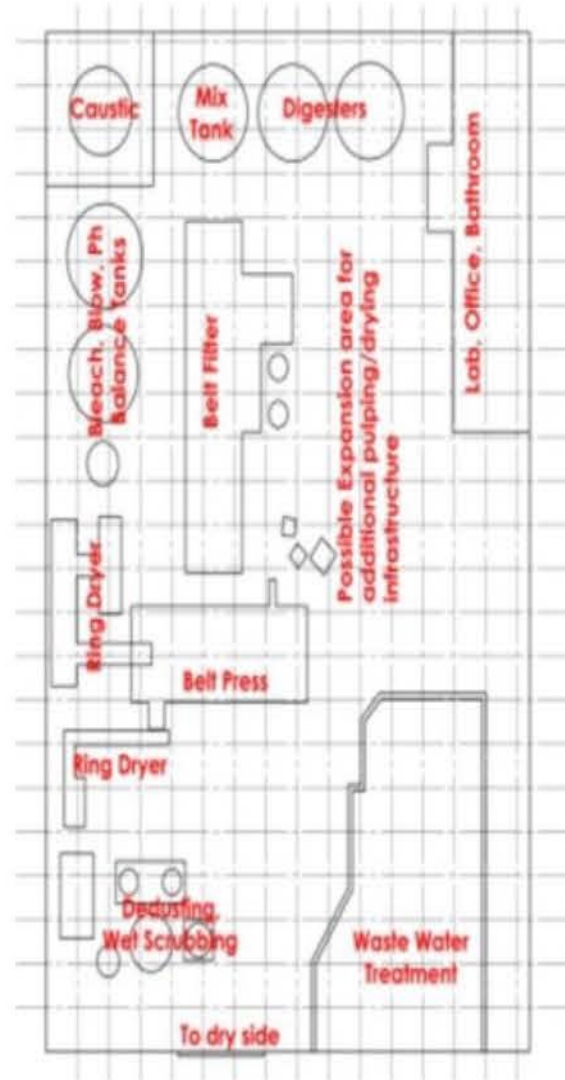 Caustic
Mix
Tank
Digesters
Lab, Office, Bathroom
Bleach, Blow, Ph
Balance Tanks
Belt Filter
Possible Expansion area for
additional pulping/drying
infrastructure
Ring Dryer
Belt Press
Ring Dryer
Dedusting,
Wet Scrubbing
Waste Water
Treatment
To dry side